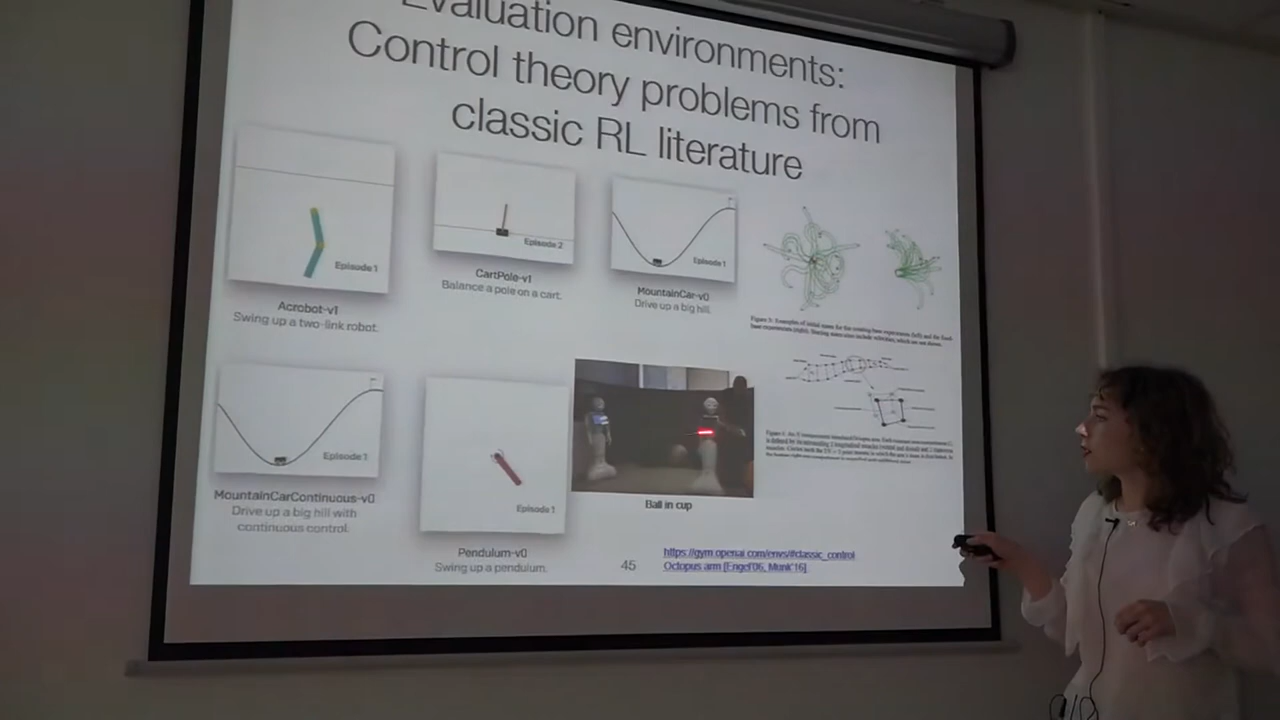 Evaluation environments:
Control theory problems from
classic RL literature
Episode 1
Acrobot-v1
Swing up a two-link robot.
Episode 2
CartPole-v1
Balance a pole on a cart.
Episode 1
MountainCar-v0
Drive up a big hill.
Episode 1
MountainCarContinuous-v0
Drive up a big hill with
continuous control.
Episode 1
Pendulum-v0
Swing up a pendulum.
Ball in cup
45
https://gym.openai.com/envs/#classic_control
Octopus arm [Engel'06, Munk'16]